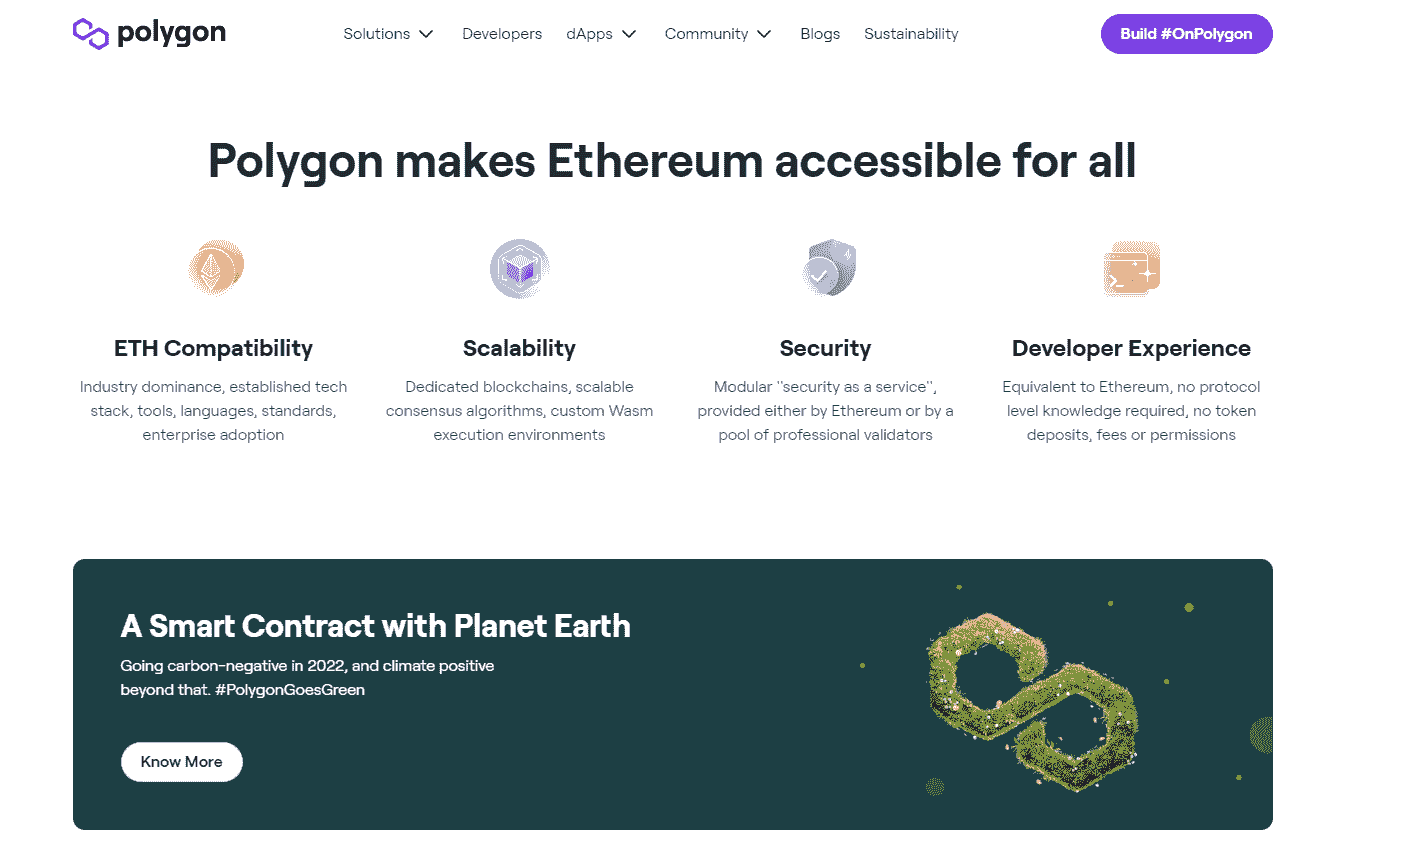 polygon
Solutions Developers dApps Community Blogs Sustainability
Build #OnPolygon
Polygon makes Ethereum accessible for all
ETH Compatibility
Industry dominance, established tech
stack, tools, languages, standards,
enterprise adoption
Scalability
Dedicated blockchains, scalable
consensus algorithms, custom Wasm
execution environments
Security
Modular "security as a service",
provided either by Ethereum or by a
pool of professional validators
Developer Experience
Equivalent to Ethereum, no protocol
level knowledge required, no token
deposits, fees or permissions
A Smart Contract with Planet Earth
Going carbon-negative in 2022, and climate positive
beyond that. #PolygonGoesGreen
Know More